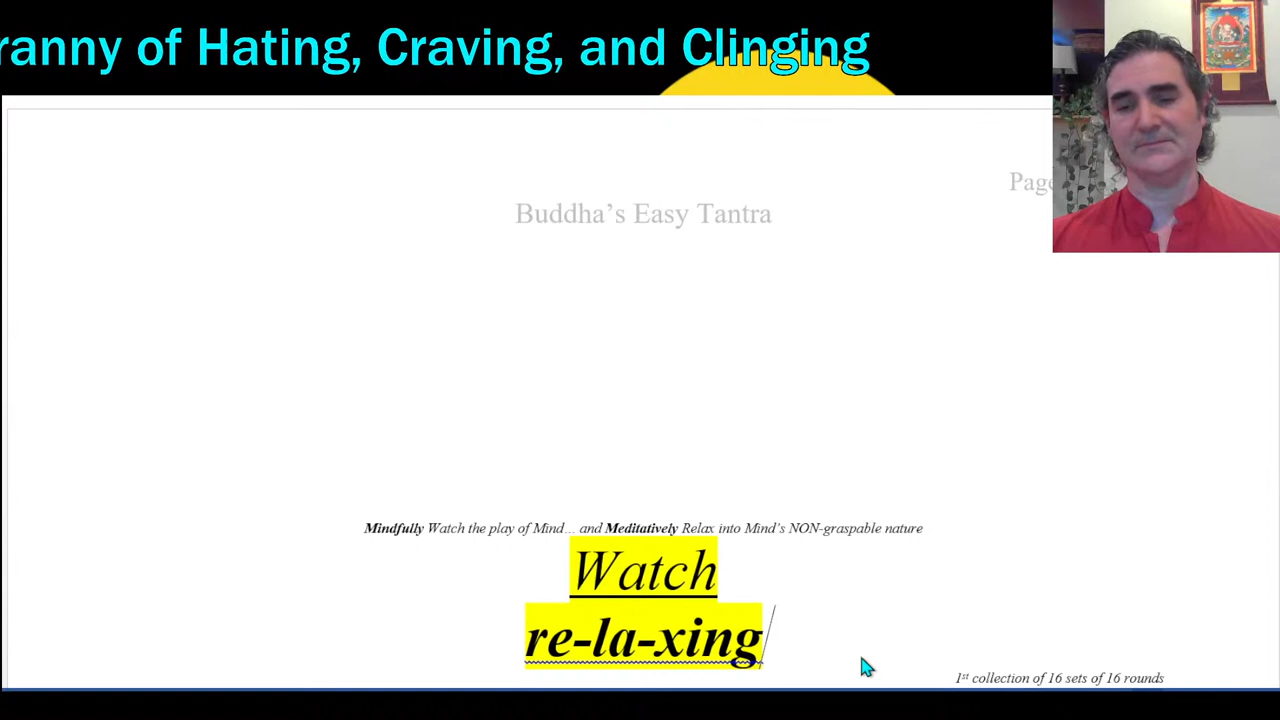 ranny of Hating, Craving, and Clinging
Page
Buddha's Easy Tantra
Mindfully Watch the play of Mind… and Meditatively Relax into Mind's NON-graspable nature
Watch
re-la-xing
1st collection of 16 sets of 16 rounds